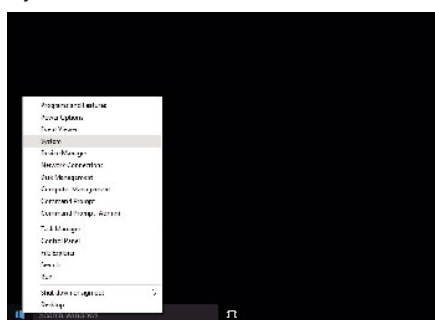 Programs and Features
Power Options
Event Viewer
System
Device Manager
Network Connections
Disk Management
Computer Management
Command Prompt
Command Prompt (Admin)
Task Manager
Control Panel
File Explorer
Search
Run
Shut down or sign out
Desktop